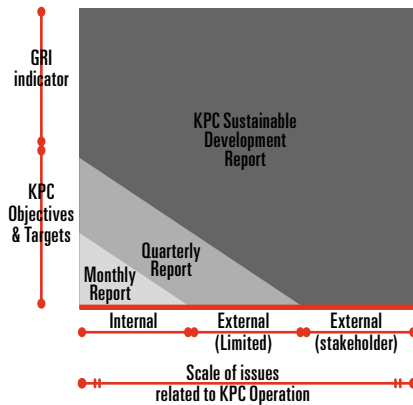 GRI
indicator
KPC Sustainable
Development
Report
KPC
Objectives
& Targets
Quarterly
Report
Monthly
Report
Internal
External
(Limited)
External
(stakeholder)
Scale of issues
related to KPC Operation